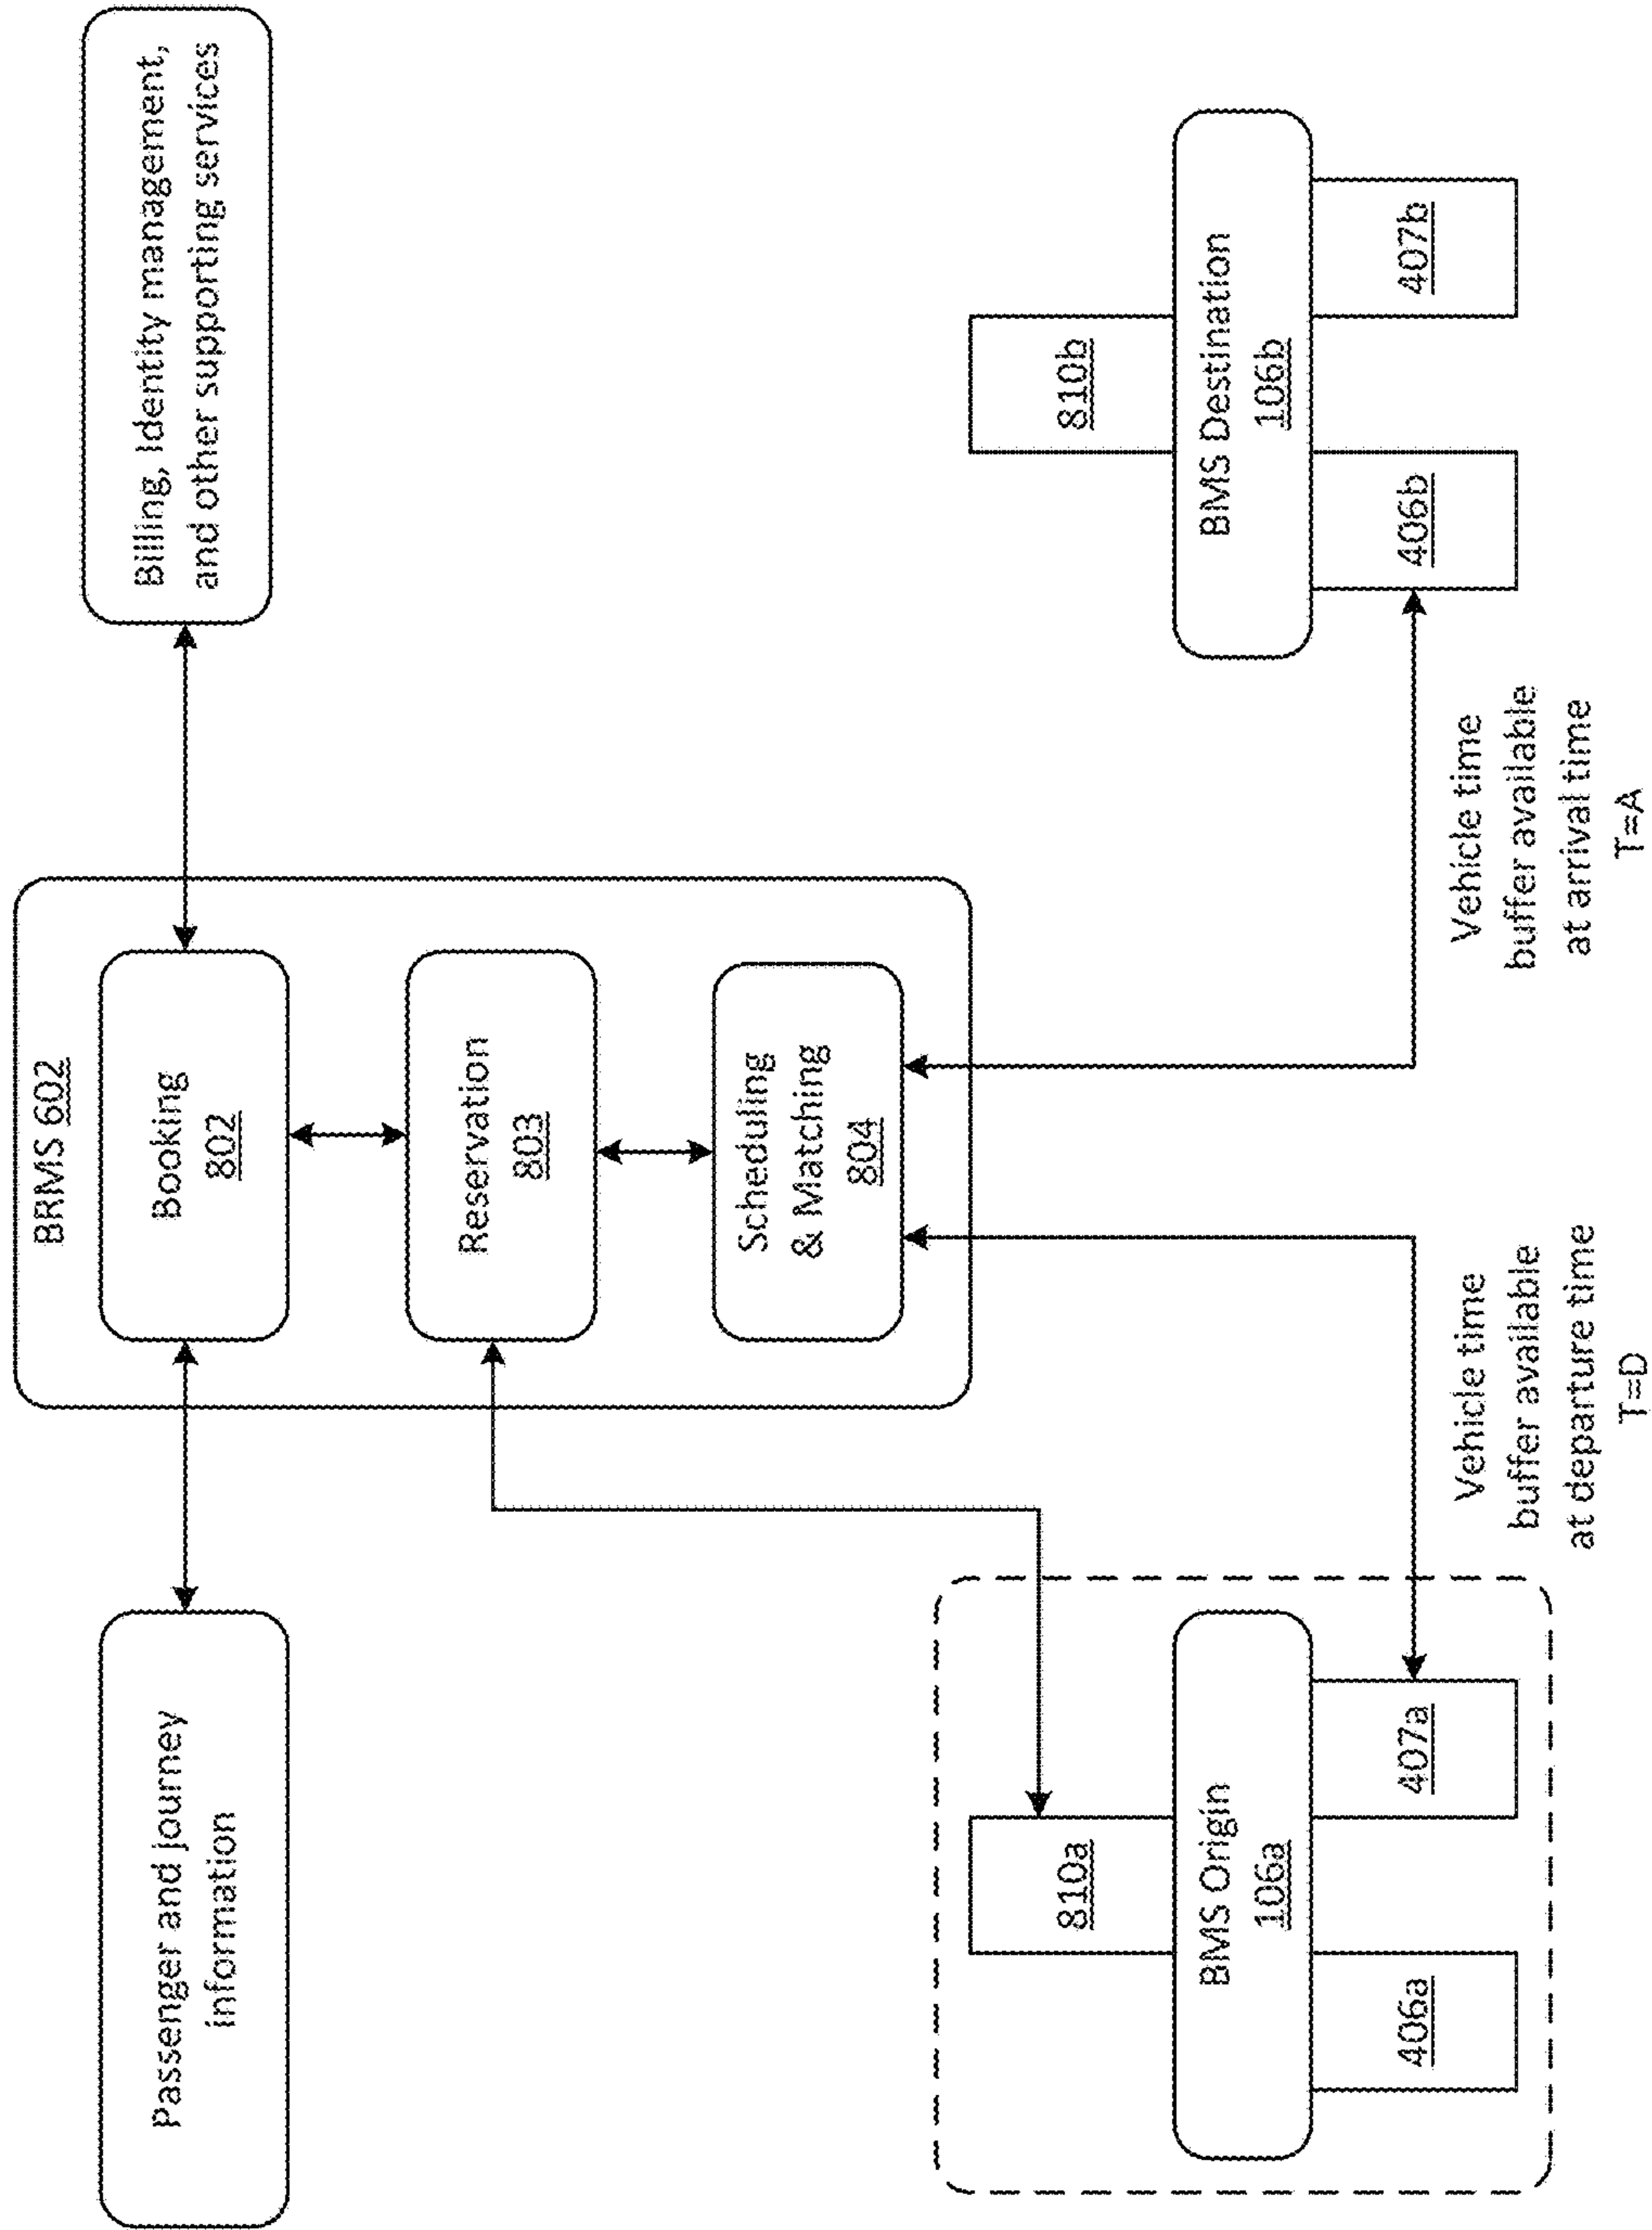 Passenger and journey
information
BRMS 602
Booking
802
Reservation
803
Scheduling
& Matching
804
Billing, Identity management,
and other supporting services
810a
BMS Origin
106a
406a
407a
Vehicle time
buffer available
at departure time
T=D
Vehicle time
buffer available
at arrival time
T=A
810b
BMS Destination
106b
406b
407b